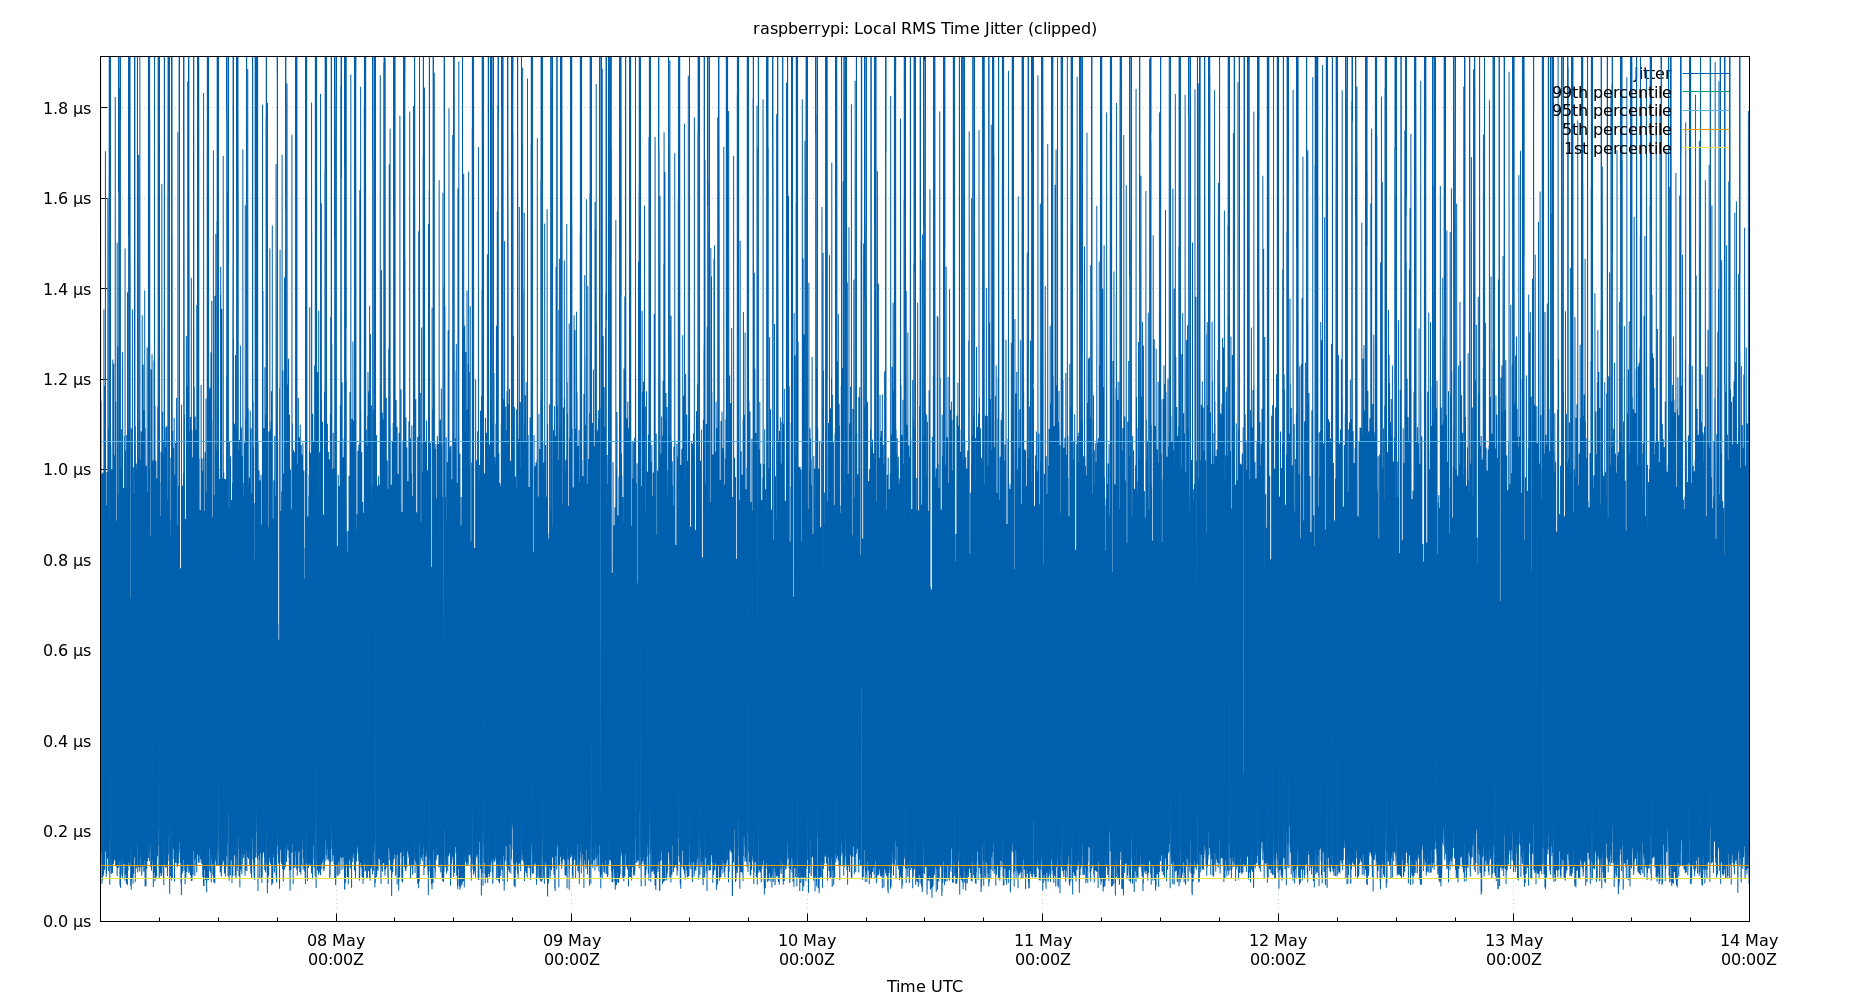 raspberrypi: Local RMS Time Jitter (clipped)
jitter
99th percentile
95th percentile
5th percentile
1st percentile
1.8 µs
1.6 µs
1.4 µs
1.2 µs
1.0 µs
0.8 µs
0.6 µs
0.4 µs
0.2 µs
0.0 µs
08 May 09 May 10 May 11 May 12 May 13 May 14 May
00:00Z 00:00Z 00:00Z 00:00Z 00:00Z 00:00Z 00:00Z
Time UTC